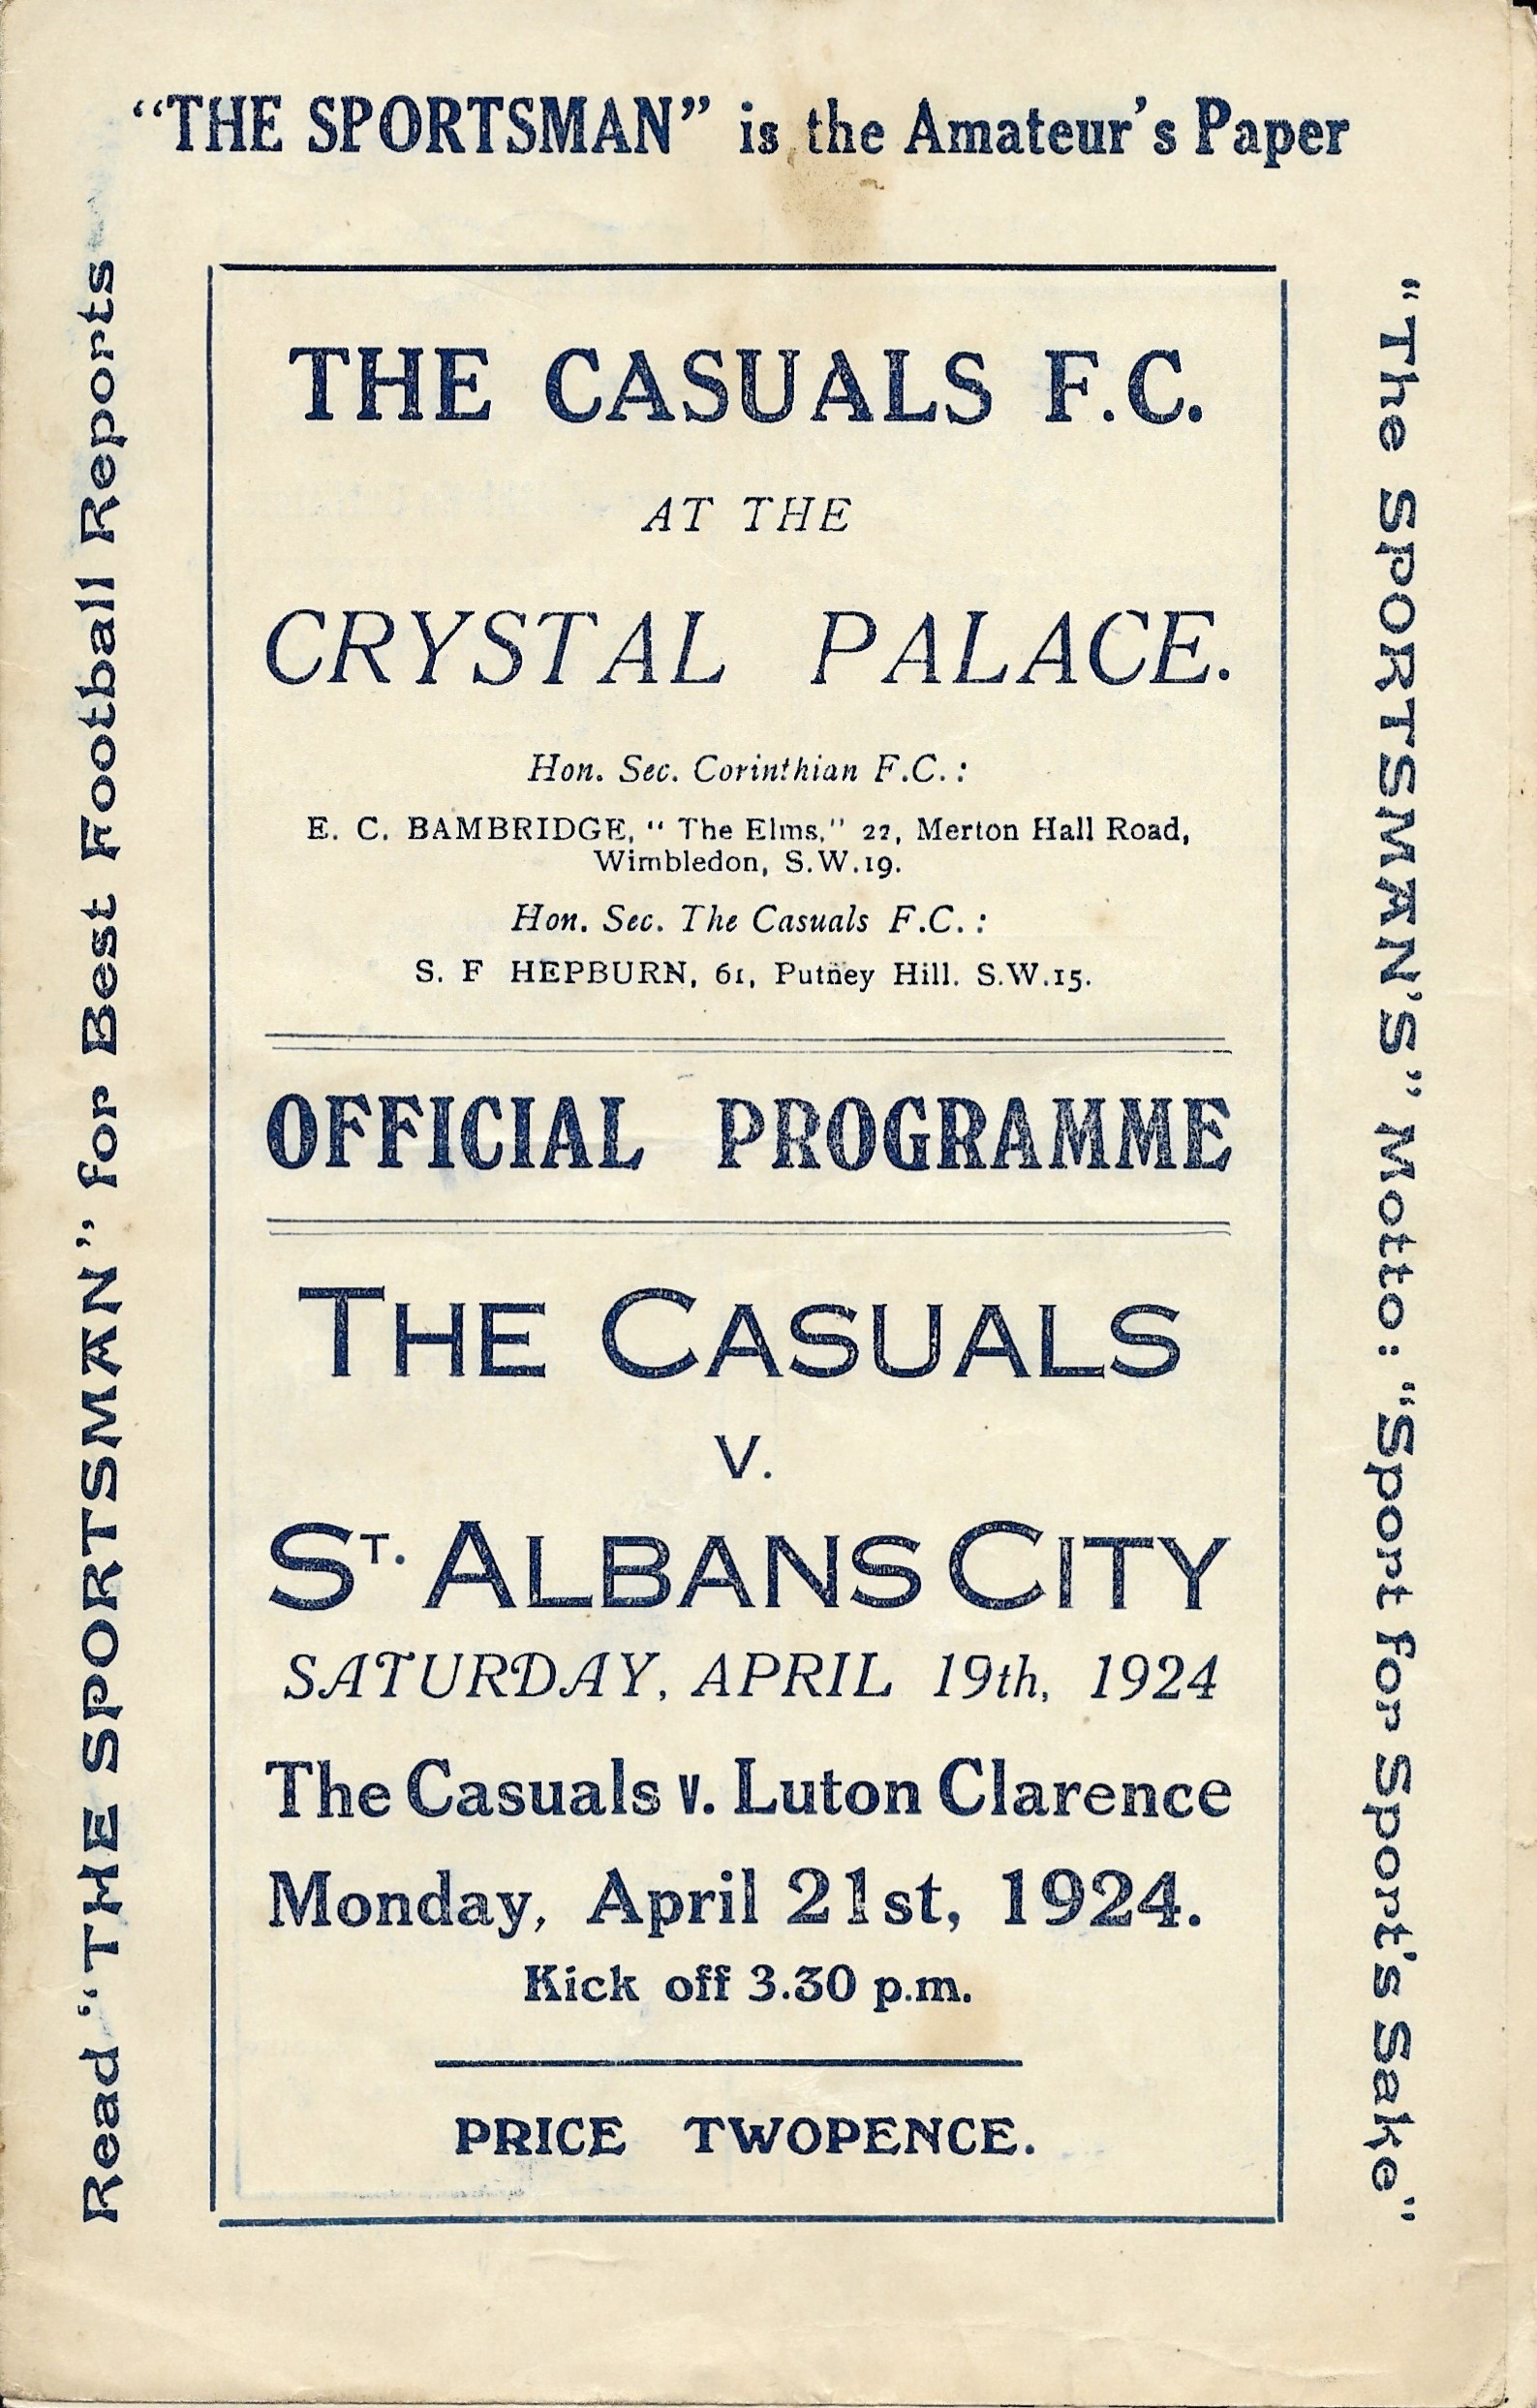 "THE SPORTSMAN" is the Amateur's Paper
Read "THE SPORTSMAN" for Best Football Reports
THE CASUALS F.C.
AT THE
CRYSTAL PALACE.
Hon. Sec. Corinthian F.C. :
E. C. BAMBRIDGE, " The Elms," 22, Merton Hall Road,
Wimbledon, S.W.19.
Hon. Sec. The Casuals F.C. :
S. F HEPBURN, 61, Putney Hill. S.W.15.
OFFICIAL PROGRAMME
THE CASUALS
V.
ST. ALBANS CITY
SATURDAY, APRIL 19th, 1924
The Casuals v. Luton Clarence
Monday, April 21st, 1924.
Kick off 3.30 p.m.
PRICE TWOPENCE.
"The SPORTSMAN'S" Motto: "Sport for Sport's Sake"